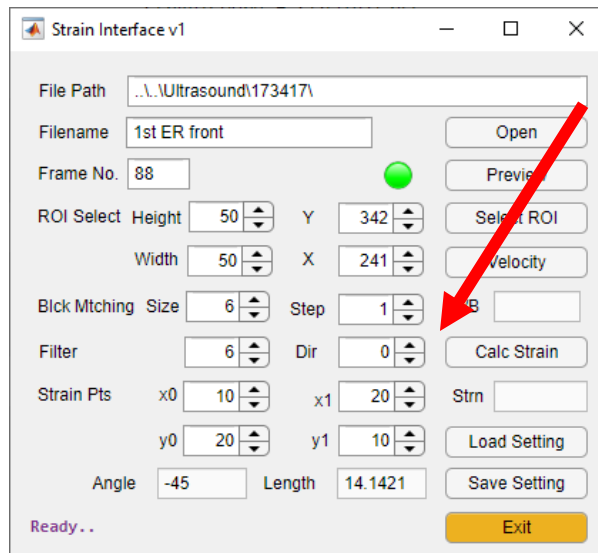 Strain Interface v1
File Path ..\..\Ultrasound\173417\
Filename 1st ER front Open
Frame No. 88 Preview
ROI Select Height 50 Y 342 Select ROI
Width 50 X 241 Velocity
Blck Mtching Size 6 Step 1
Filter 6 Dir 0 Calc Strain
Strain Pts x0 10 x1 20 Strn
y0 20 y1 10 Load Setting
Angle -45 Length 14.1421 Save Setting
Ready.. Exit